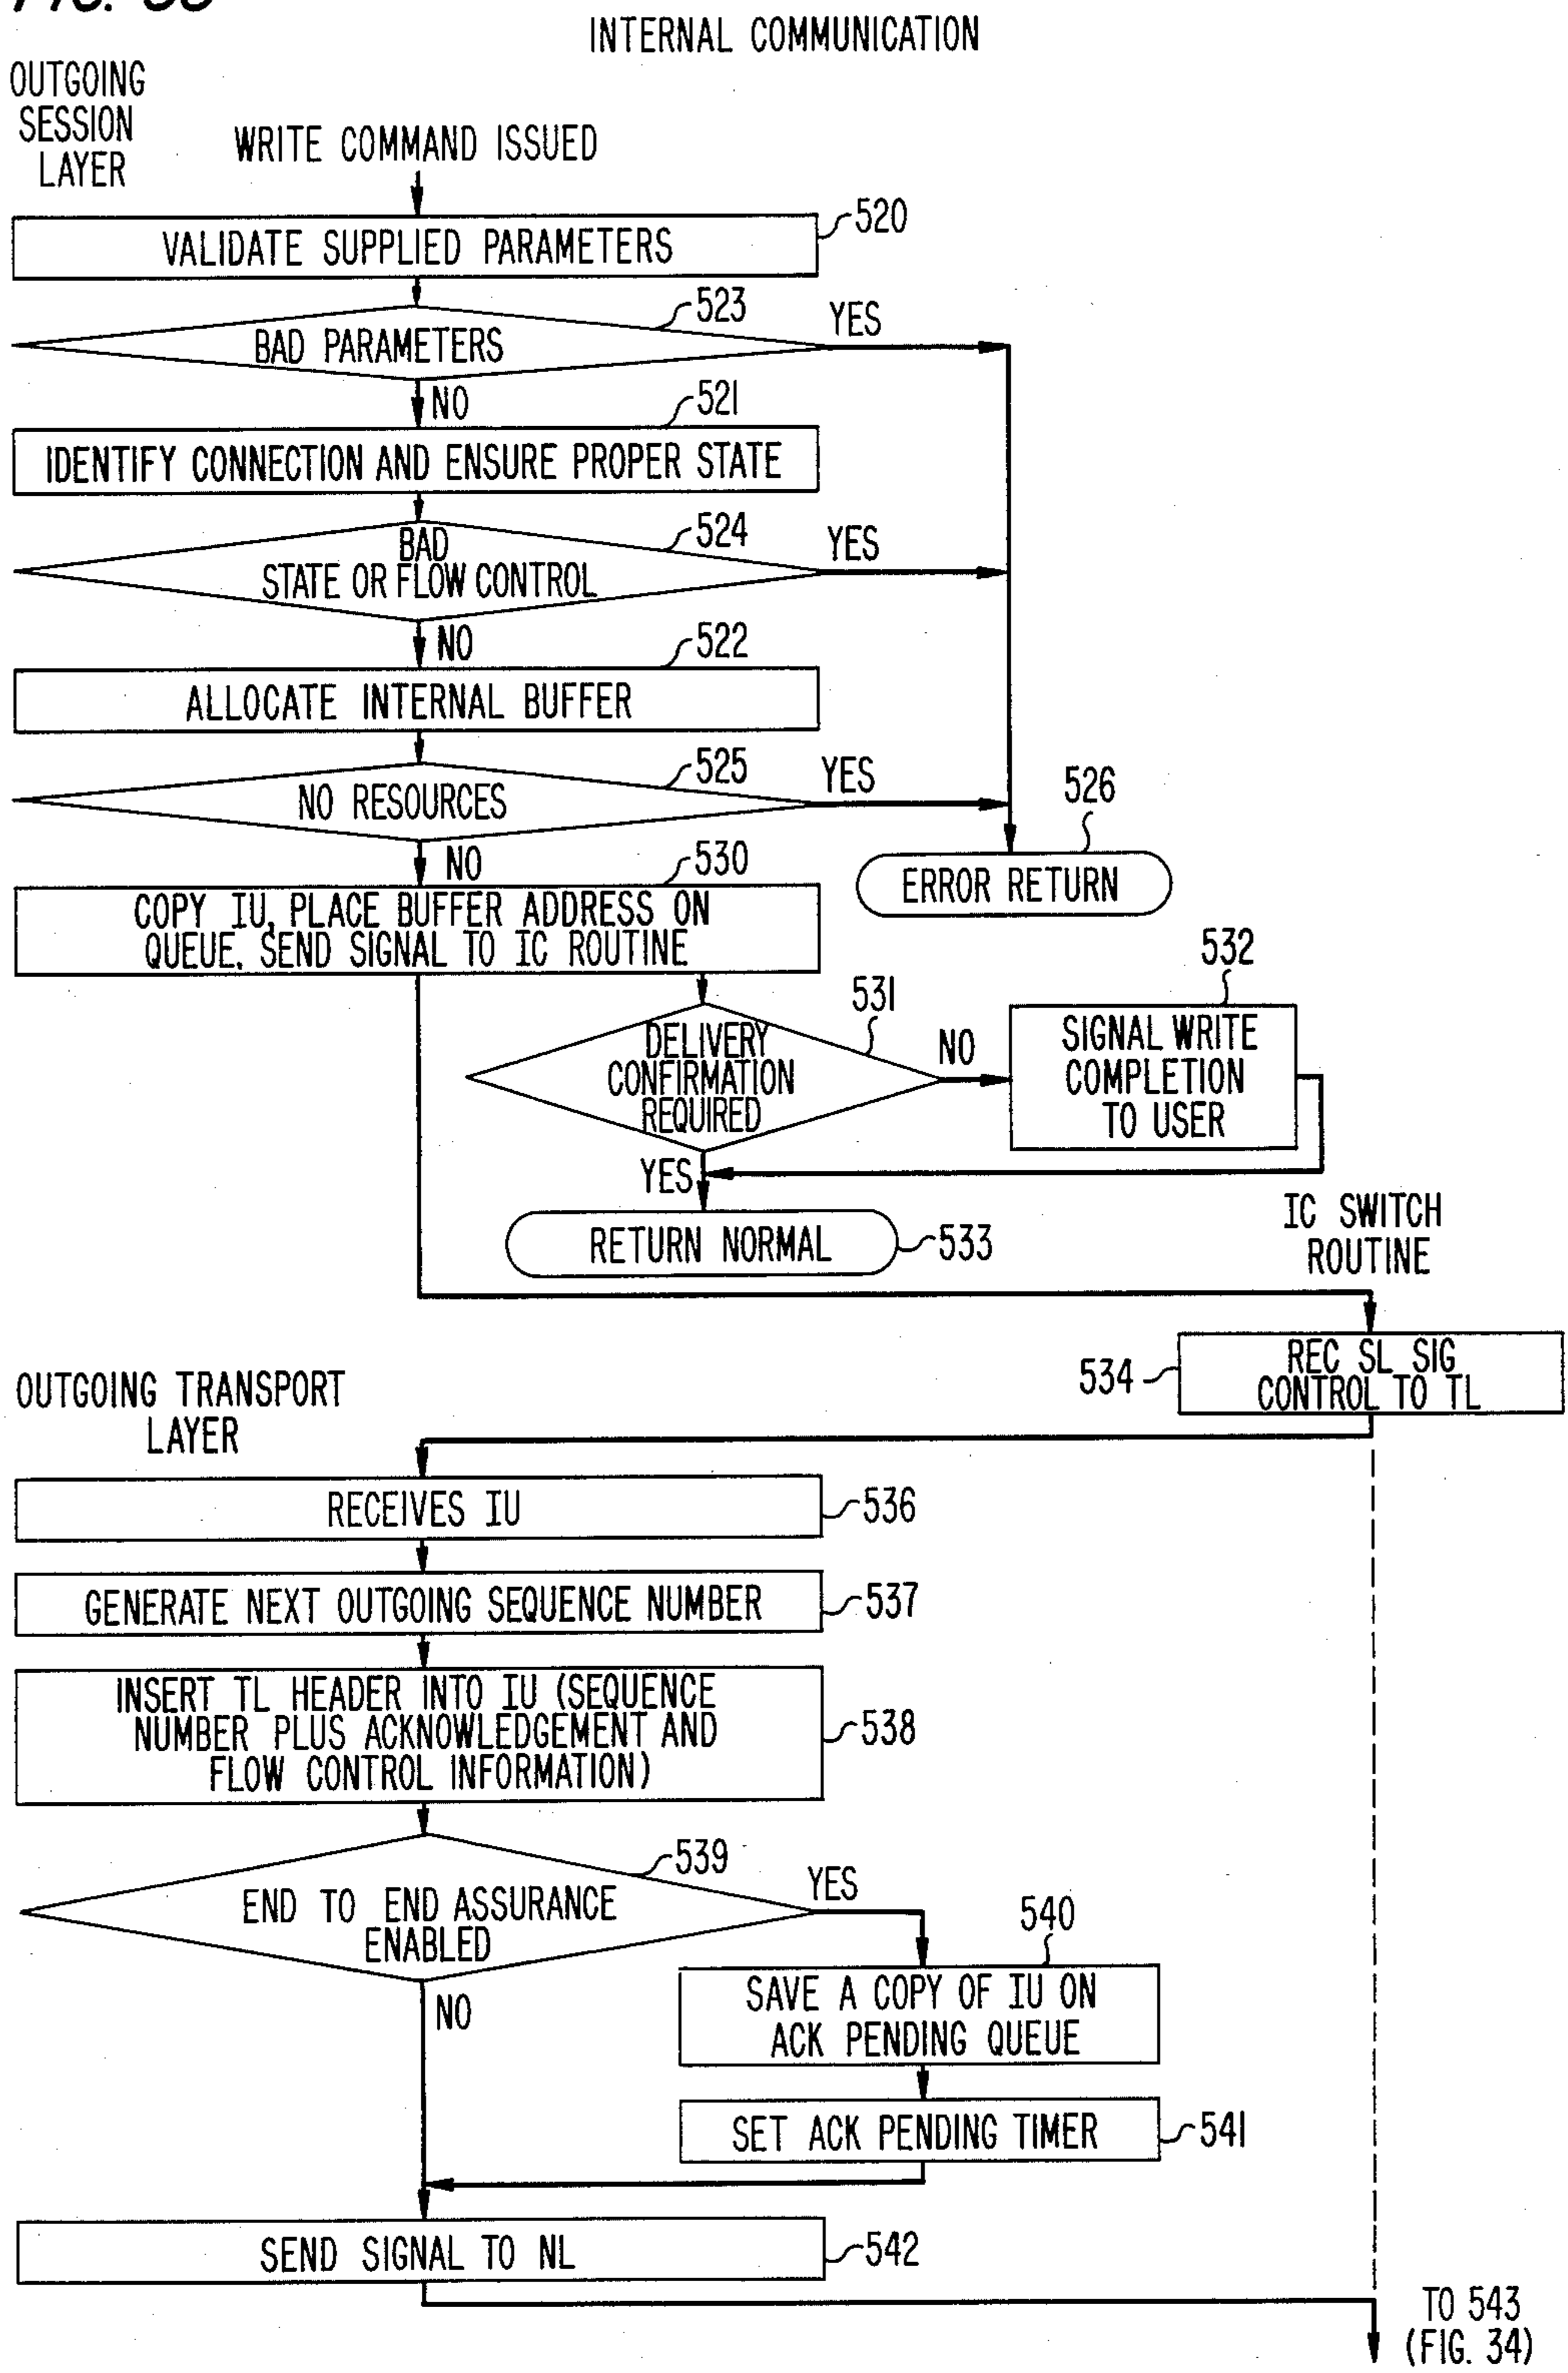 INTERNAL COMMUNICATION
OUTGOING
SESSION
LAYER
WRITE COMMAND ISSUED
520
VALIDATE SUPPLIED PARAMETERS
523
BAD PARAMETERS
YES
NO
521
IDENTIFY CONNECTION AND ENSURE PROPER STATE
524
BAD
STATE OR FLOW CONTROL
YES
NO
522
ALLOCATE INTERNAL BUFFER
525
NO RESOURCES
YES
526
ERROR RETURN
NO
530
COPY IU, PLACE BUFFER ADDRESS ON
QUEUE. SEND SIGNAL TO IC ROUTINE
531
DELIVERY
CONFIRMATION
REQUIRED
NO
532
SIGNAL WRITE
COMPLETION
TO USER
YES
RETURN NORMAL
533
IC SWITCH
ROUTINE
534
REC SL SIG
CONTROL TO TL
OUTGOING TRANSPORT
LAYER
RECEIVES IU
536
GENERATE NEXT OUTGOING SEQUENCE NUMBER
537
INSERT TL HEADER INTO IU (SEQUENCE
NUMBER PLUS ACKNOWLEDGEMENT AND
FLOW CONTROL INFORMATION)
538
539
END TO END ASSURANCE
ENABLED
YES
NO
540
SAVE A COPY OF IU ON
ACK PENDING QUEUE
SET ACK PENDING TIMER
541
SEND SIGNAL TO NL
542
TO 543
(FIG. 34)